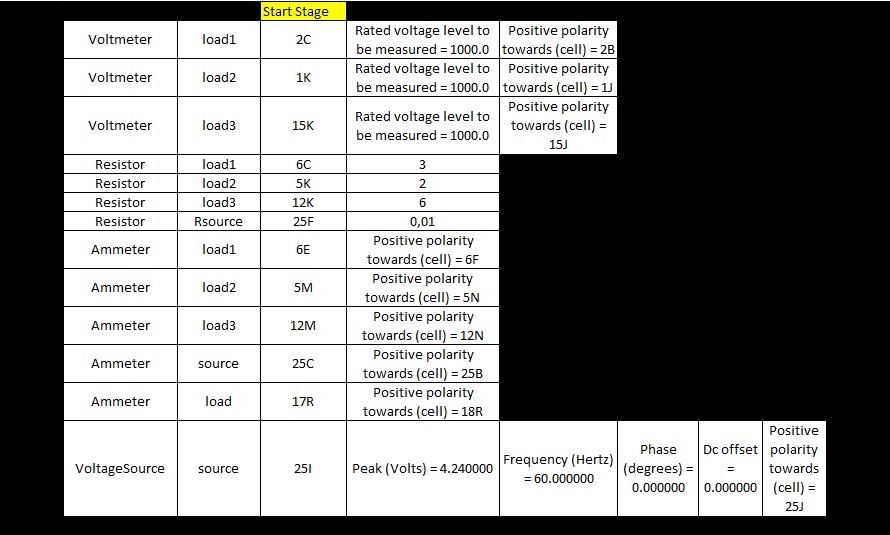 Start Stage
Voltmeter load1 2C Rated voltage level to Positive polarity
be measured = 1000.0 towards (cell) = 2B
Voltmeter load2 1K Rated voltage level to Positive polarity
be measured = 1000.0 towards (cell) = 1J
Voltmeter load3 15K Rated voltage level to Positive polarity
be measured = 1000.0 towards (cell) =
15J
Resistor load1 6C 3
Resistor load2 5K 2
Resistor load3 12K 6
Resistor Rsource 25F 0,01
Ammeter load1 6E Positive polarity
towards (cell) = 6F
Ammeter load2 5M Positive polarity
towards (cell) = 5N
Ammeter load3 12M Positive polarity
towards (cell) = 12N
Ammeter source 25C Positive polarity
towards (cell) = 25B
Ammeter load 17R Positive polarity
towards (cell) = 18R
VoltageSource source 25I Peak (Volts) = 4.240000
Frequency (Hertz)
= 60.000000
Phase
(degrees) =
0.000000
Dc offset
=
0.000000
Positive
polarity
towards
(cell) =
25J